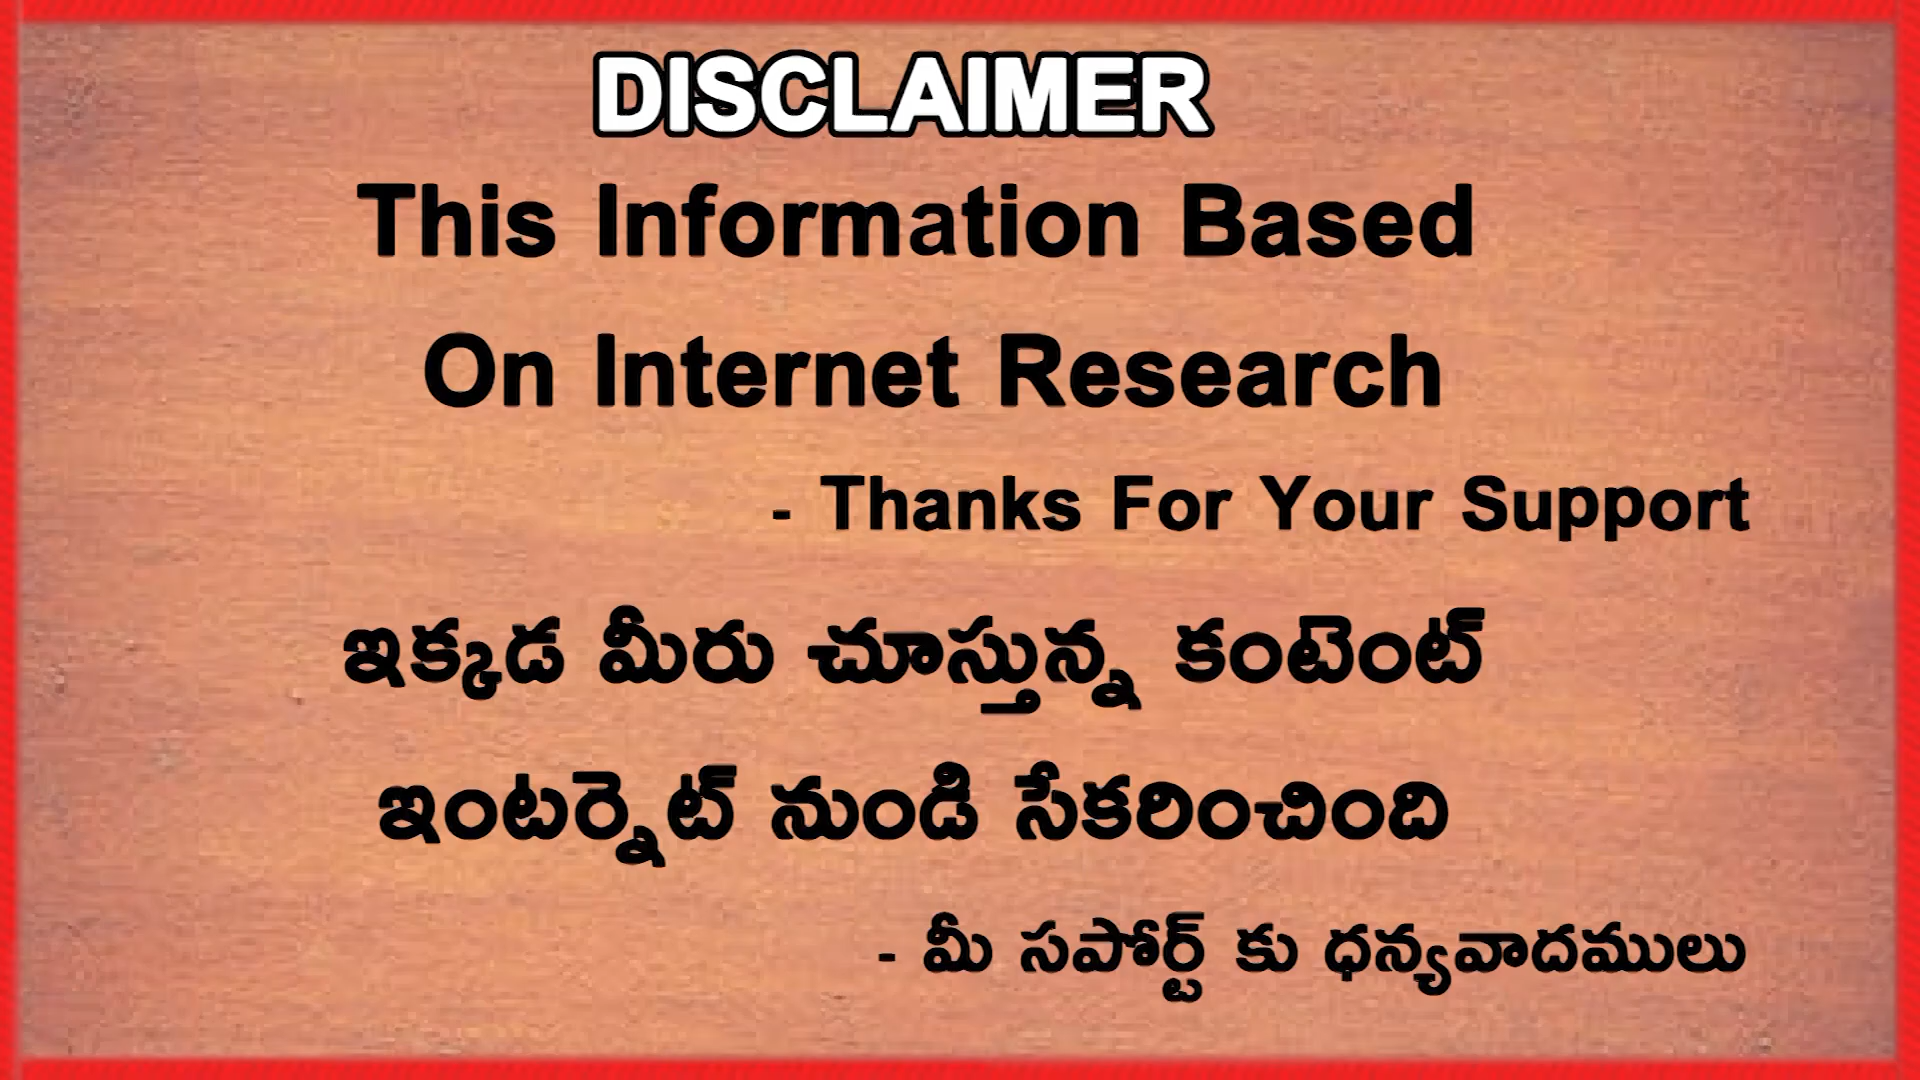 DISCLAIMER
This Information Based
On Internet Research
- Thanks For Your Support
ఇక్కడ మీరు చూస్తున్న కంటెంట్
ఇంటర్నెట్ నుండి సేకరించింది
- మీ సపోర్ట్ కు ధన్యవాదములు